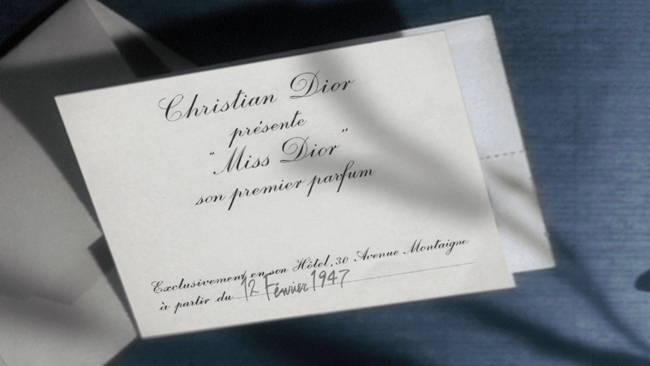 Christian Dior
présente
"Miss Dior"
son premier parfum
Exclusivement en son Hôtel, 30 Avenue Montaigne
à partir du 12 Février 1947